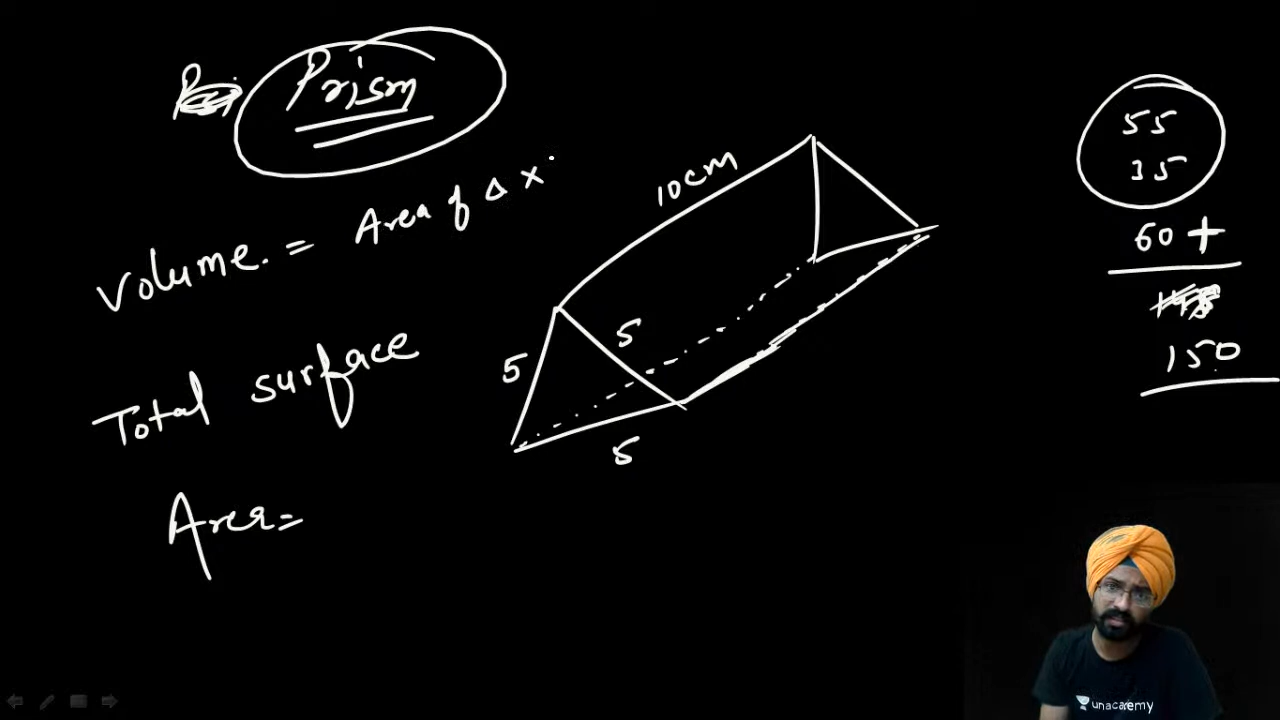 Prism
Volume. = Area of Δ ×
Total surface
Area=
10cm
5
5
5
55
35
60 +
150
unacademy